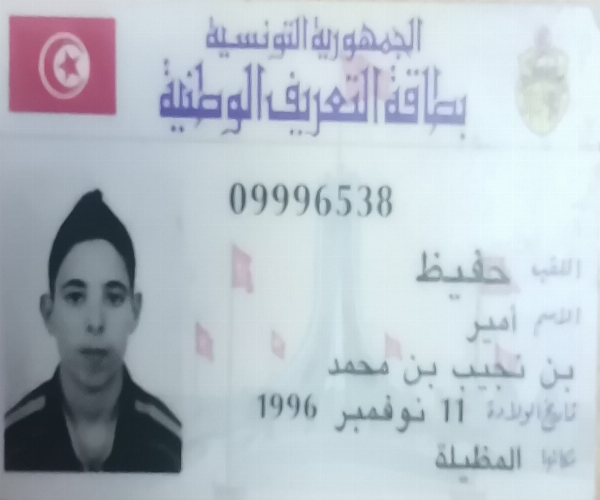 الجمهورية التونسية
بطاقة التعريف الوطنية
09996538
اللقب حفيظ
الاسم أمير
بن نجيب بن محمد
تاريخ الولادة 11 نوفمبر 1996
مكانها المظيلة